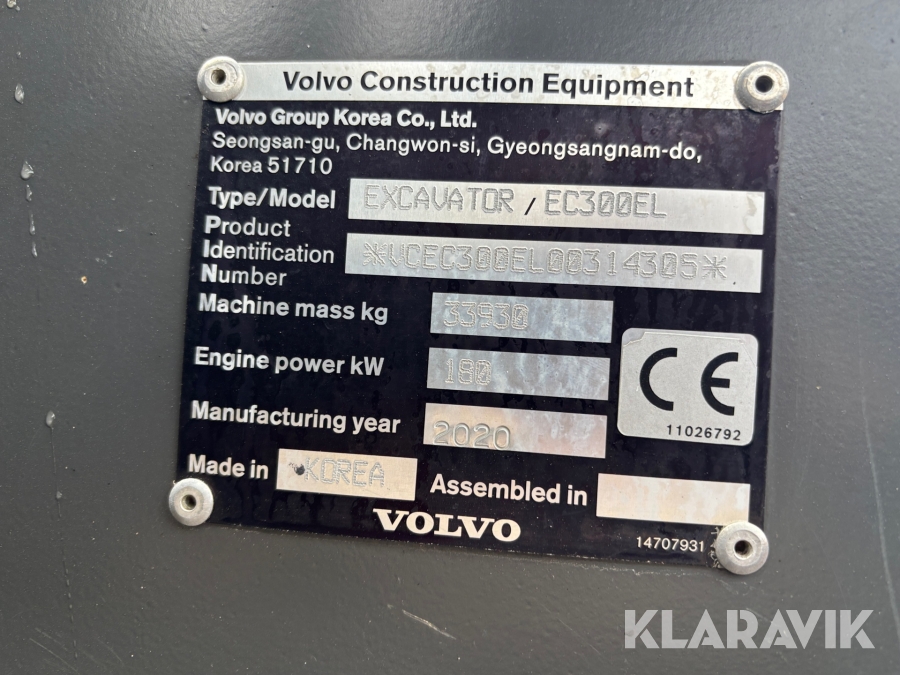 Volvo Construction Equipment
Volvo Group Korea Co., Ltd.
Seongsan-gu, Changwon-si, Gyeongsangnam-do,
Korea 51710
Type/Model EXCAVATOR / EC300EL
Product
Identification *VCEC300EL00314305*
Number
Machine mass kg 33930
Engine power kW 180
Manufacturing year 2020
CE
11026792
Made in KOREA
Assembled in
VOLVO
14707931
KLARAVIK